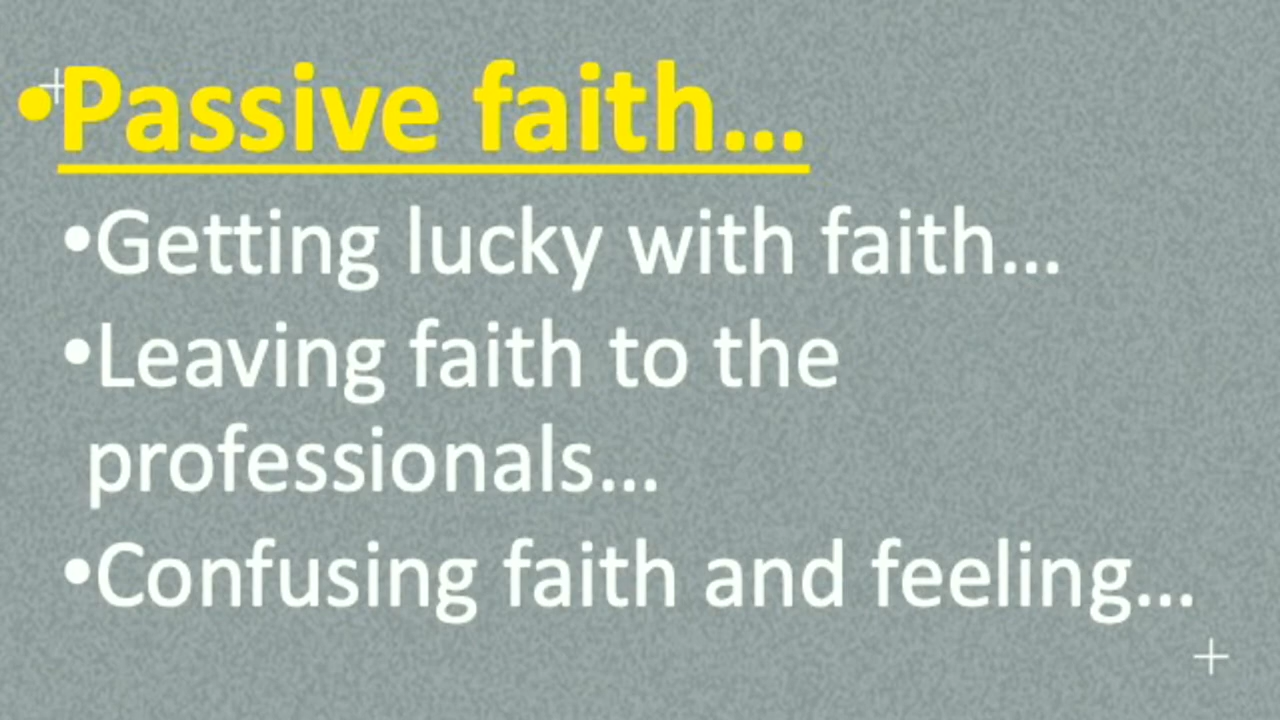 •Passive faith...
•Getting lucky with faith...
•Leaving faith to the
professionals...
•Confusing faith and feeling...